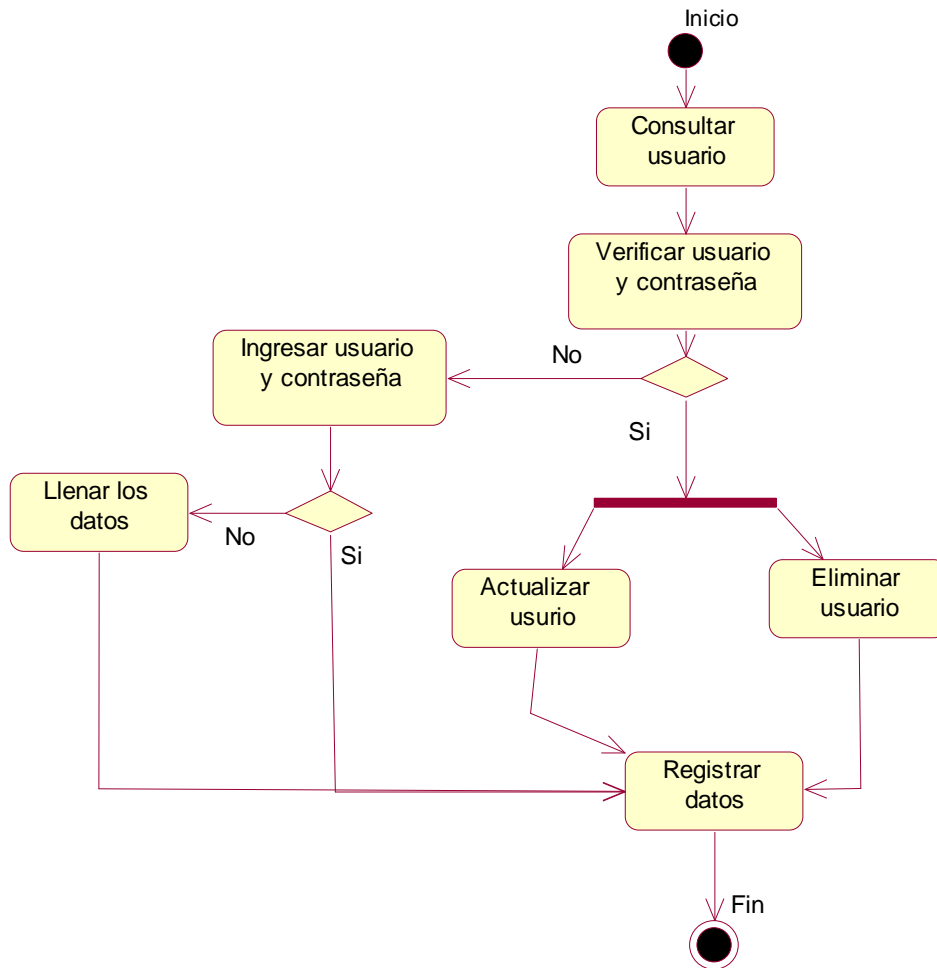 Inicio
Consultar
usuario
Verificar usuario
y contraseña
No
Ingresar usuario
y contraseña
Si
Llenar los
datos
No
Si
Actualizar
usurio
Eliminar
usuario
Registrar
datos
Fin